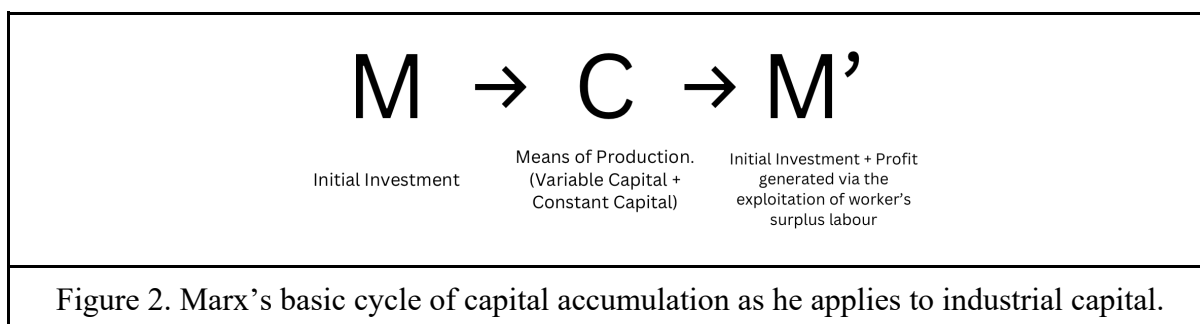 M → C → M’
Initial Investment
Means of Production.
(Variable Capital +
Constant Capital)
Initial Investment + Profit
generated via the
exploitation of worker’s
surplus labour
Figure 2. Marx’s basic cycle of capital accumulation as he applies to industrial capital.